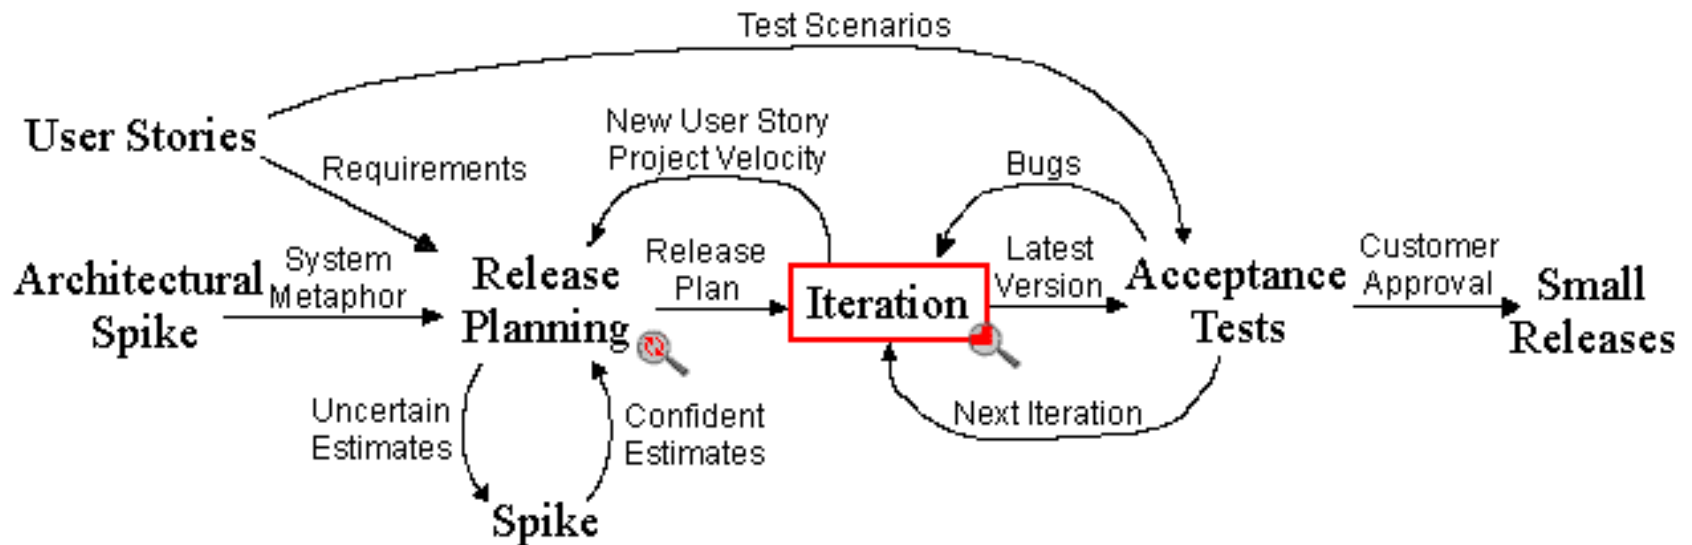 Test Scenarios
User Stories
Requirements
New User Story
Project Velocity
Bugs
Architectural
Spike
System
Metaphor
Release
Planning
Release
Plan
Iteration
Latest
Version
Acceptance
Tests
Customer
Approval
Small
Releases
Uncertain
Estimates
Confident
Estimates
Next Iteration
Spike